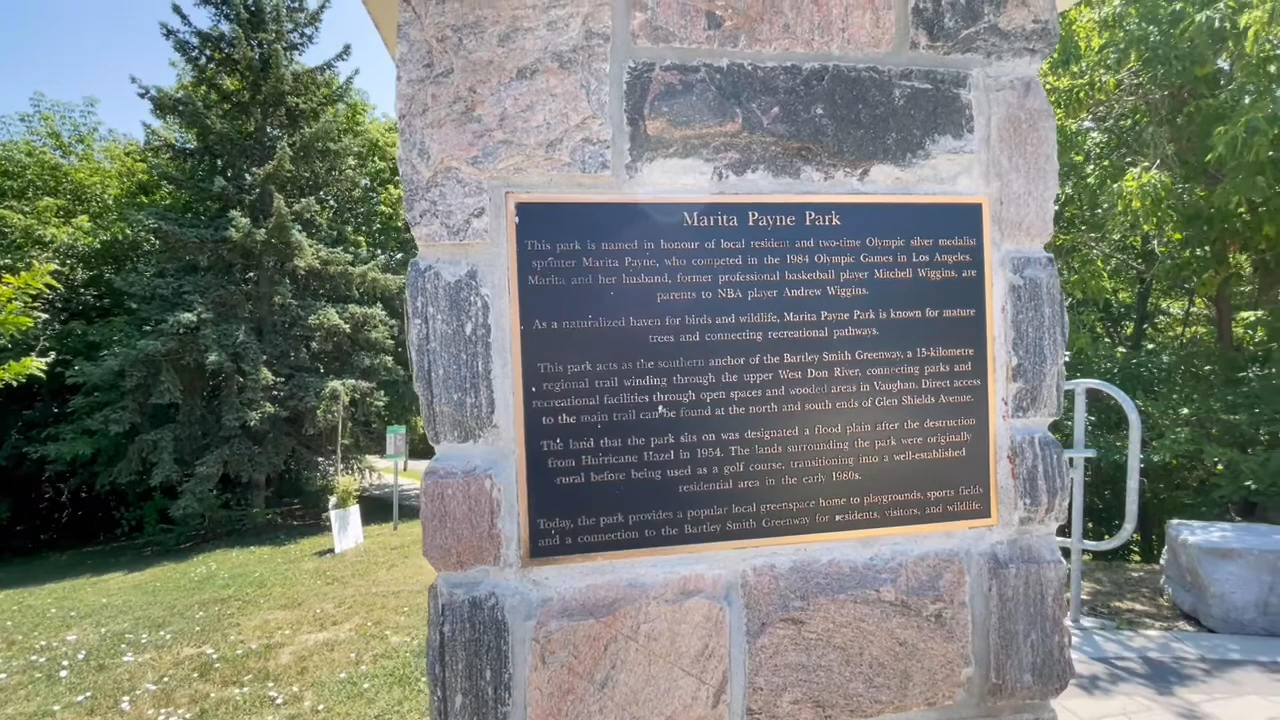 Marita Payne Park
This park is named in honour of local resident and two-time Olympic silver medalist
sprinter Marita Payne, who competed in the 1984 Olympic Games in Los Angeles.
Marita and her husband, former professional basketball player Mitchell Wiggins, are
parents to NBA player Andrew Wiggins.
As a naturalized haven for birds and wildlife, Marita Payne Park is known for mature
trees and connecting recreational pathways.
This park acts as the southern anchor of the Bartley Smith Greenway, a 15-kilometre
regional trail winding through the upper West Don River, connecting parks and
recreational facilities through open spaces and wooded areas in Vaughan. Direct access
to the main trail can be found at the north and south ends of Glen Shields Avenue.
The land that the park sits on was designated a flood plain after the destruction
from Hurricane Hazel in 1954. The lands surrounding the park were originally
rural before being used as a golf course, transitioning into a well-established
residential area in the early 1980s.
Today, the park provides a popular local greenspace home to playgrounds, sports fields
and a connection to the Bartley Smith Greenway for residents, visitors, and wildlife.